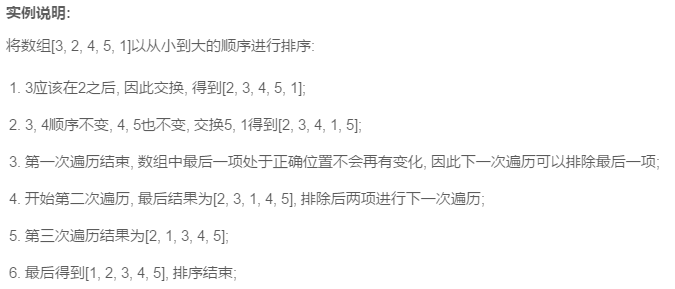 实例说明:
将数组[3, 2, 4, 5, 1]以从小到大的顺序进行排序:
1. 3应该在2之后, 因此交换, 得到[2, 3, 4, 5, 1];
2. 3, 4顺序不变, 4, 5也不变, 交换5, 1得到[2, 3, 4, 1, 5];
3. 第一次遍历结束, 数组中最后一项处于正确位置不会再有变化, 因此下一次遍历可以排除最后一项;
4. 开始第二次遍历, 最后结果为[2, 3, 1, 4, 5], 排除后两项进行下一次遍历;
5. 第三次遍历结果为[2, 1, 3, 4, 5];
6. 最后得到[1, 2, 3, 4, 5], 排序结束;